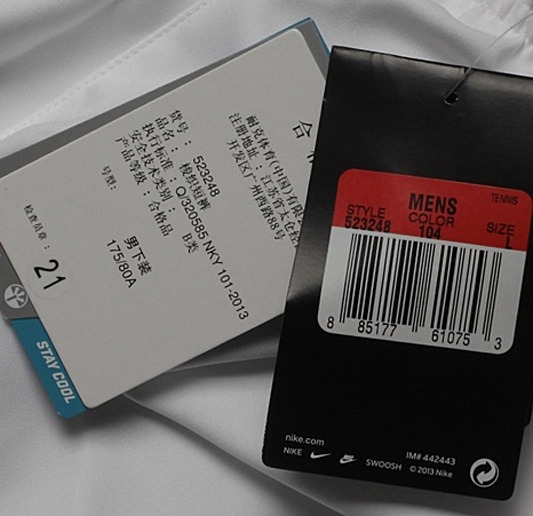 合
耐克体育(中国)有限
注册地址:江苏省太仓经
开发区广州西路88号
货号: 523248
品名: 梭织短裤
执行标准: Q/320585 NKY 101-2013
安全技术类别: B类
产品等级: 合格品
号型:
男下装
175/80A
检查员章:
21
STAY COOL
TENNIS
MENS
STYLE COLOR SIZE
523248 104 L
8 85177 61075 3
nike.com
NIKE SWOOSH IM# 442443
© 2013 Nike